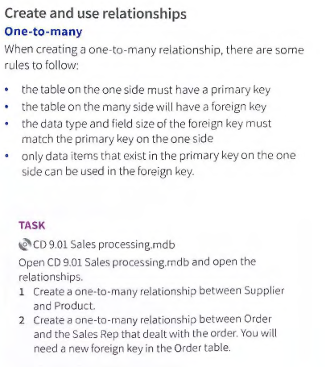 Create and use relationships
One-to-many
When creating a one-to-many relationship, there are some
rules to follow:
• the table on the one side must have a primary key
• the table on the many side will have a foreign key
• the data type and field size of the foreign key must
match the primary key on the one side
• only data items that exist in the primary key on the one
side can be used in the foreign key.
TASK
CD 9.01 Sales processing.mdb
Open CD 9.01 Sales processing.mdb and open the
relationships.
1 Create a one-to-many relationship between Supplier
and Product.
2 Create a one-to-many relationship between Order
and the Sales Rep that dealt with the order. You will
need a new foreign key in the Order table.